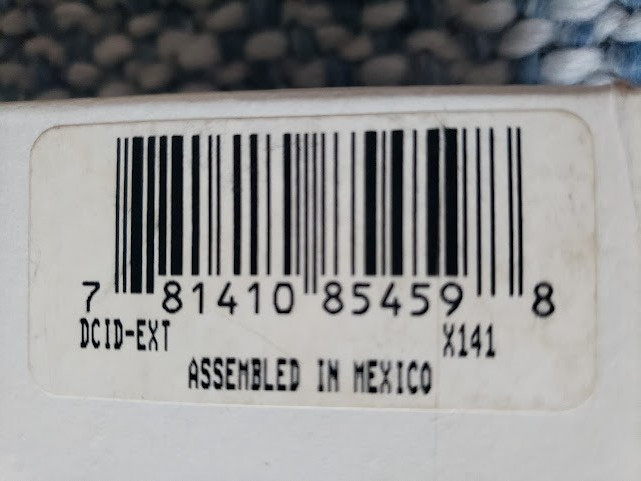 7 81410 85459 8
DCID-EXT X141
ASSEMBLED IN MEXICO